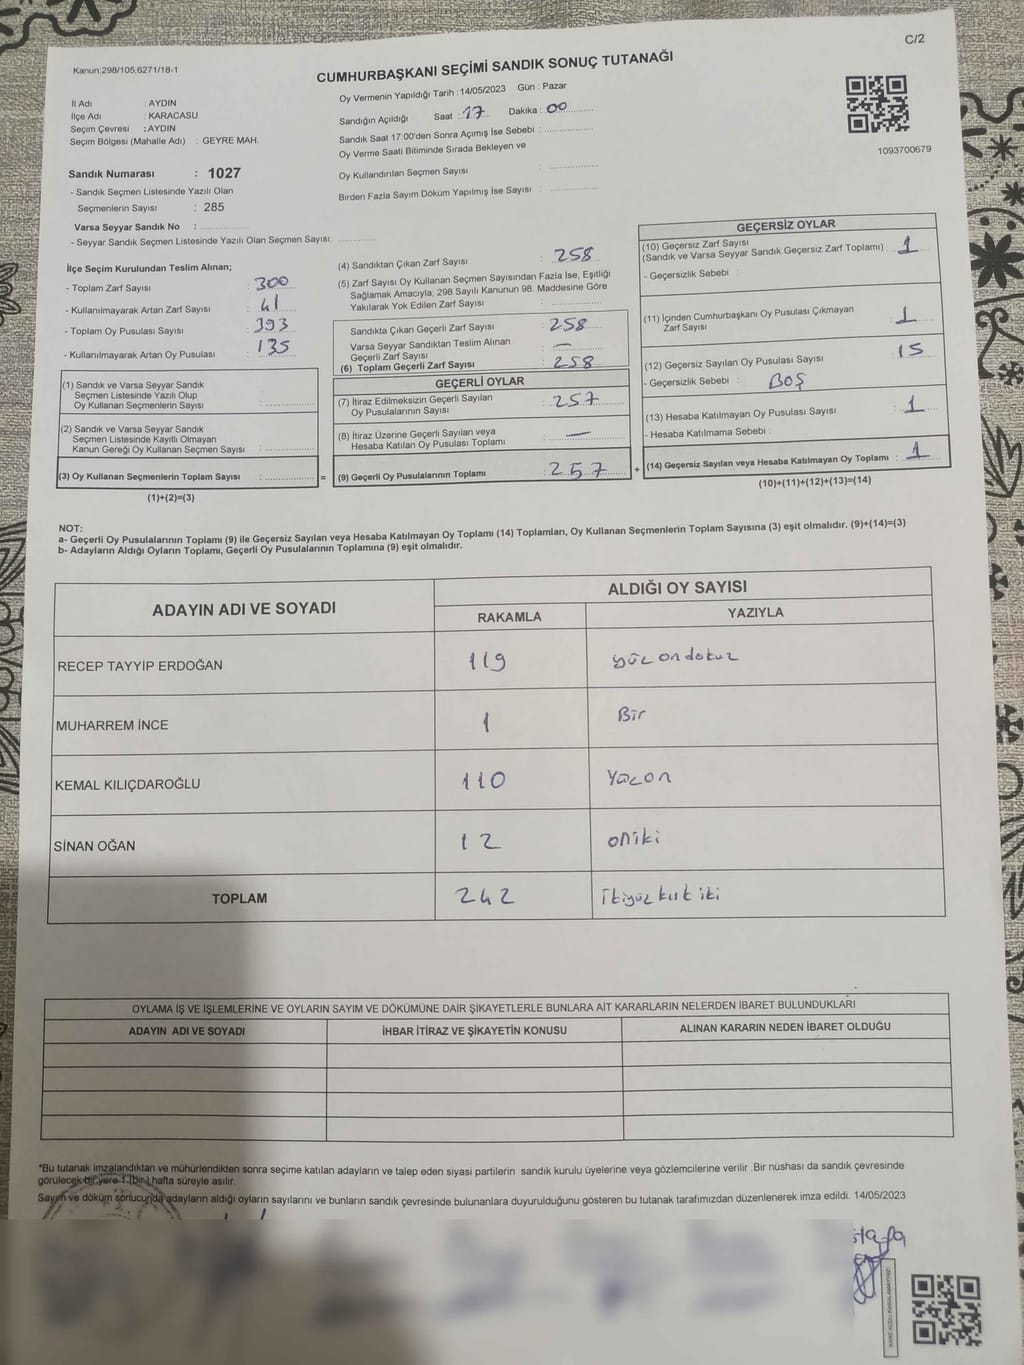 C/2
Kanun;298/105,6271/18-1
CUMHURBAŞKANI SEÇİMİ SANDIK SONUÇ TUTANAĞI
Oy Vermenin Yapıldığı Tarih : 14/05/2023 Gün : Pazar
Sandığın Açıldığı Saat : 17 Dakika : 00
Sandık Saat 17:00'den Sonra Açımış İse Sebebi :
Oy Verme Saati Bitiminde Sırada Bekleyen ve
Oy Kullandırılan Seçmen Sayısı :
Birden Fazla Sayım Döküm Yapılmış İse Sayısı :
1093700679
İl Adı : AYDIN
İlçe Adı : KARACASU
Seçim Çevresi : AYDIN
Seçim Bölgesi (Mahalle Adı) : GEYRE MAH.
Sandık Numarası : 1027
- Sandık Seçmen Listesinde Yazılı Olan
Seçmenlerin Sayısı : 285
Varsa Seyyar Sandık No :
- Seyyar Sandık Seçmen Listesinde Yazılı Olan Seçmen Sayısı:
İlçe Seçim Kurulundan Teslim Alınan;
- Toplam Zarf Sayısı : 300
- Kullanılmayarak Artan Zarf Sayısı : 41
- Toplam Oy Pusulası Sayısı : 393
- Kullanılmayarak Artan Oy Pusulası : 135
(1) Sandık ve Varsa Seyyar Sandık
Seçmen Listesinde Yazılı Olup
Oy Kullanan Seçmenlerin Sayısı :
(2) Sandık ve Varsa Seyyar Sandık
Seçmen Listesinde Kayıtlı Olmayan
Kanun Gereği Oy Kullanan Seçmen Sayısı :
(3) Oy Kullanan Seçmenlerin Toplam Sayısı : =
(1)+(2)=(3)
(4) Sandıktan Çıkan Zarf Sayısı : 258
(5) Zarf Sayısı Oy Kullanan Seçmen Sayısından Fazla İse, Eşitliği
Sağlamak Amacıyla; 298 Sayılı Kanunun 98. Maddesine Göre
Yakılarak Yok Edilen Zarf Sayısı :
Sandıkta Çıkan Geçerli Zarf Sayısı : 258
Varsa Seyyar Sandıktan Teslim Alınan
Geçerli Zarf Sayısı : —
(6) Toplam Geçerli Zarf Sayısı : 258
GEÇERLİ OYLAR
(7) İtiraz Edilmeksizin Geçerli Sayılan
Oy Pusulalarının Sayısı : 257
(8) İtiraz Üzerine Geçerli Sayılan veya
Hesaba Katılan Oy Pusulası Toplamı : —
(9) Geçerli Oy Pusulalarının Toplamı : 257 +
GEÇERSİZ OYLAR
(10) Geçersiz Zarf Sayısı
(Sandık ve Varsa Seyyar Sandık Geçersiz Zarf Toplamı) : 1
- Geçersizlik Sebebi :
(11) İçinden Cumhurbaşkanı Oy Pusulası Çıkmayan
Zarf Sayısı : 1
(12) Geçersiz Sayılan Oy Pusulası Sayısı : 15
- Geçersizlik Sebebi : BOŞ
(13) Hesaba Katılmayan Oy Pusulası Sayısı : 1
- Hesaba Katılmama Sebebi :
(14) Geçersiz Sayılan veya Hesaba Katılmayan Oy Toplamı : 1
(10)+(11)+(12)+(13)=(14)
NOT:
a- Geçerli Oy Pusulalarının Toplamı (9) ile Geçersiz Sayılan veya Hesaba Katılmayan Oy Toplamı (14) Toplamları, Oy Kullanan Seçmenlerin Toplam Sayısına (3) eşit olmalıdır. (9)+(14)=(3)
b- Adayların Aldığı Oyların Toplamı, Geçerli Oy Pusulalarının Toplamına (9) eşit olmalıdır.
ADAYIN ADI VE SOYADI ALDIĞI OY SAYISI
RAKAMLA YAZIYLA
RECEP TAYYİP ERDOĞAN 119 yüz ondokuz
MUHARREM İNCE 1 Bir
KEMAL KILIÇDAROĞLU 110 Yüzon
SİNAN OĞAN 12 oniki
TOPLAM 242 İkiyüz kırk iki
OYLAMA İŞ VE İŞLEMLERİNE VE OYLARIN SAYIM VE DÖKÜMÜNE DAİR ŞİKAYETLERLE BUNLARA AİT KARARLARIN NELERDEN İBARET BULUNDUKLARI
ADAYIN ADI VE SOYADI İHBAR İTİRAZ VE ŞİKAYETİN KONUSU ALINAN KARARIN NEDEN İBARET OLDUĞU
*Bu tutanak imzalandıktan ve mühürlendikten sonra seçime katılan adayların ve talep eden siyasi partilerin sandık kurulu üyelerine veya gözlemcilerine verilir .Bir nüshası da sandık çevresinde
görülecek bir yere 1 (bir) hafta süreyle asılır.
Sayım ve döküm sonucunda adayların aldığı oyların sayılarını ve bunların sandık çevresinde bulunanlara duyurulduğunu gösteren bu tutanak tarafımızdan düzenlenerek imza edildi. 14/05/2023